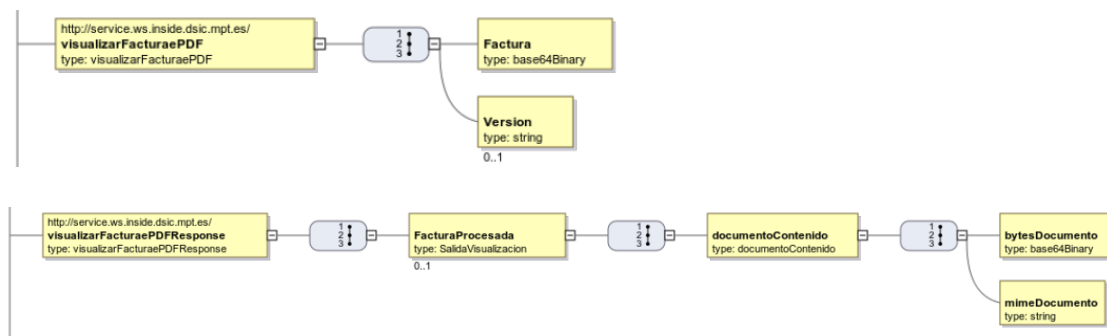 http://service.ws.inside.dsic.mpt.es/
visualizarFacturaePDF
type: visualizarFacturaePDF
1
2
3
Factura
type: base64Binary
Version
type: string
0..1
http://service.ws.inside.dsic.mpt.es/
visualizarFacturaePDFResponse
type: visualizarFacturaePDFResponse
1
2
3
FacturaProcesada
type: SalidaVisualizacion
0..1
1
2
3
documentoContenido
type: documentoContenido
1
2
3
bytesDocumento
type: base64Binary
mimeDocumento
type: string